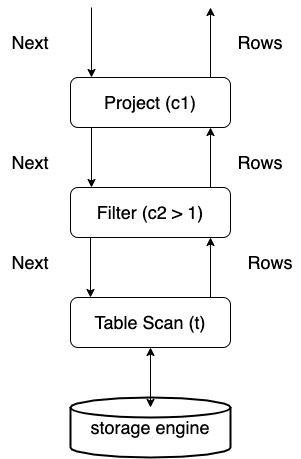 Next
Rows
Project (c1)
Next
Rows
Filter (c2 > 1)
Next
Rows
Table Scan (t)
storage engine